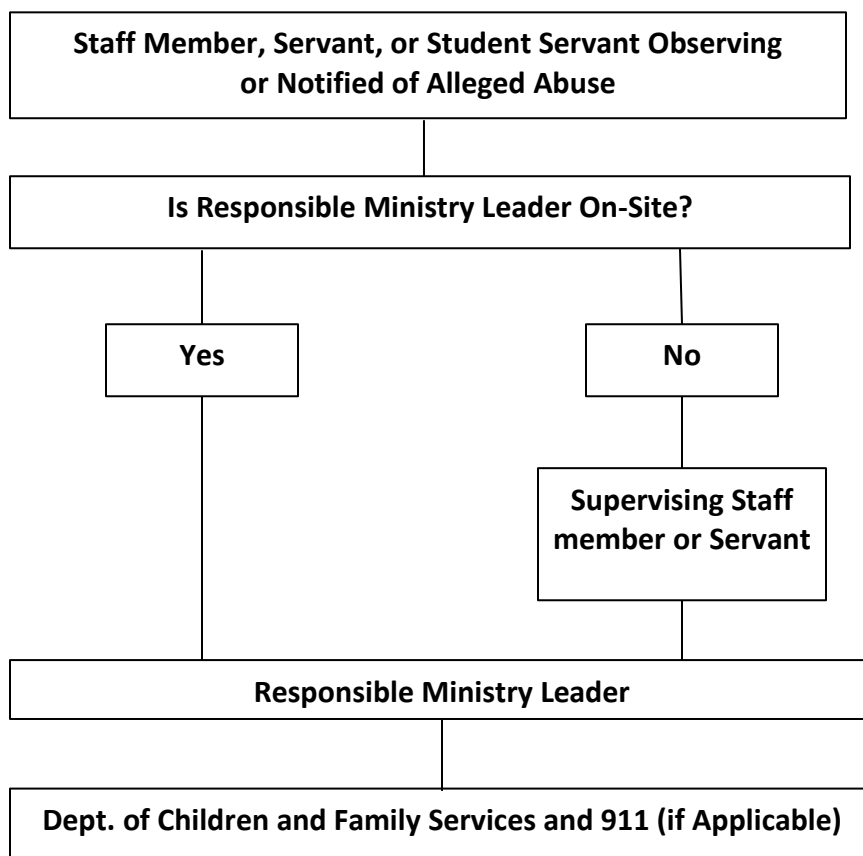 Staff Member, Servant, or Student Servant Observing
or Notified of Alleged Abuse
Is Responsible Ministry Leader On-Site?
Yes
No
Supervising Staff
member or Servant
Responsible Ministry Leader
Dept. of Children and Family Services and 911 (if Applicable)